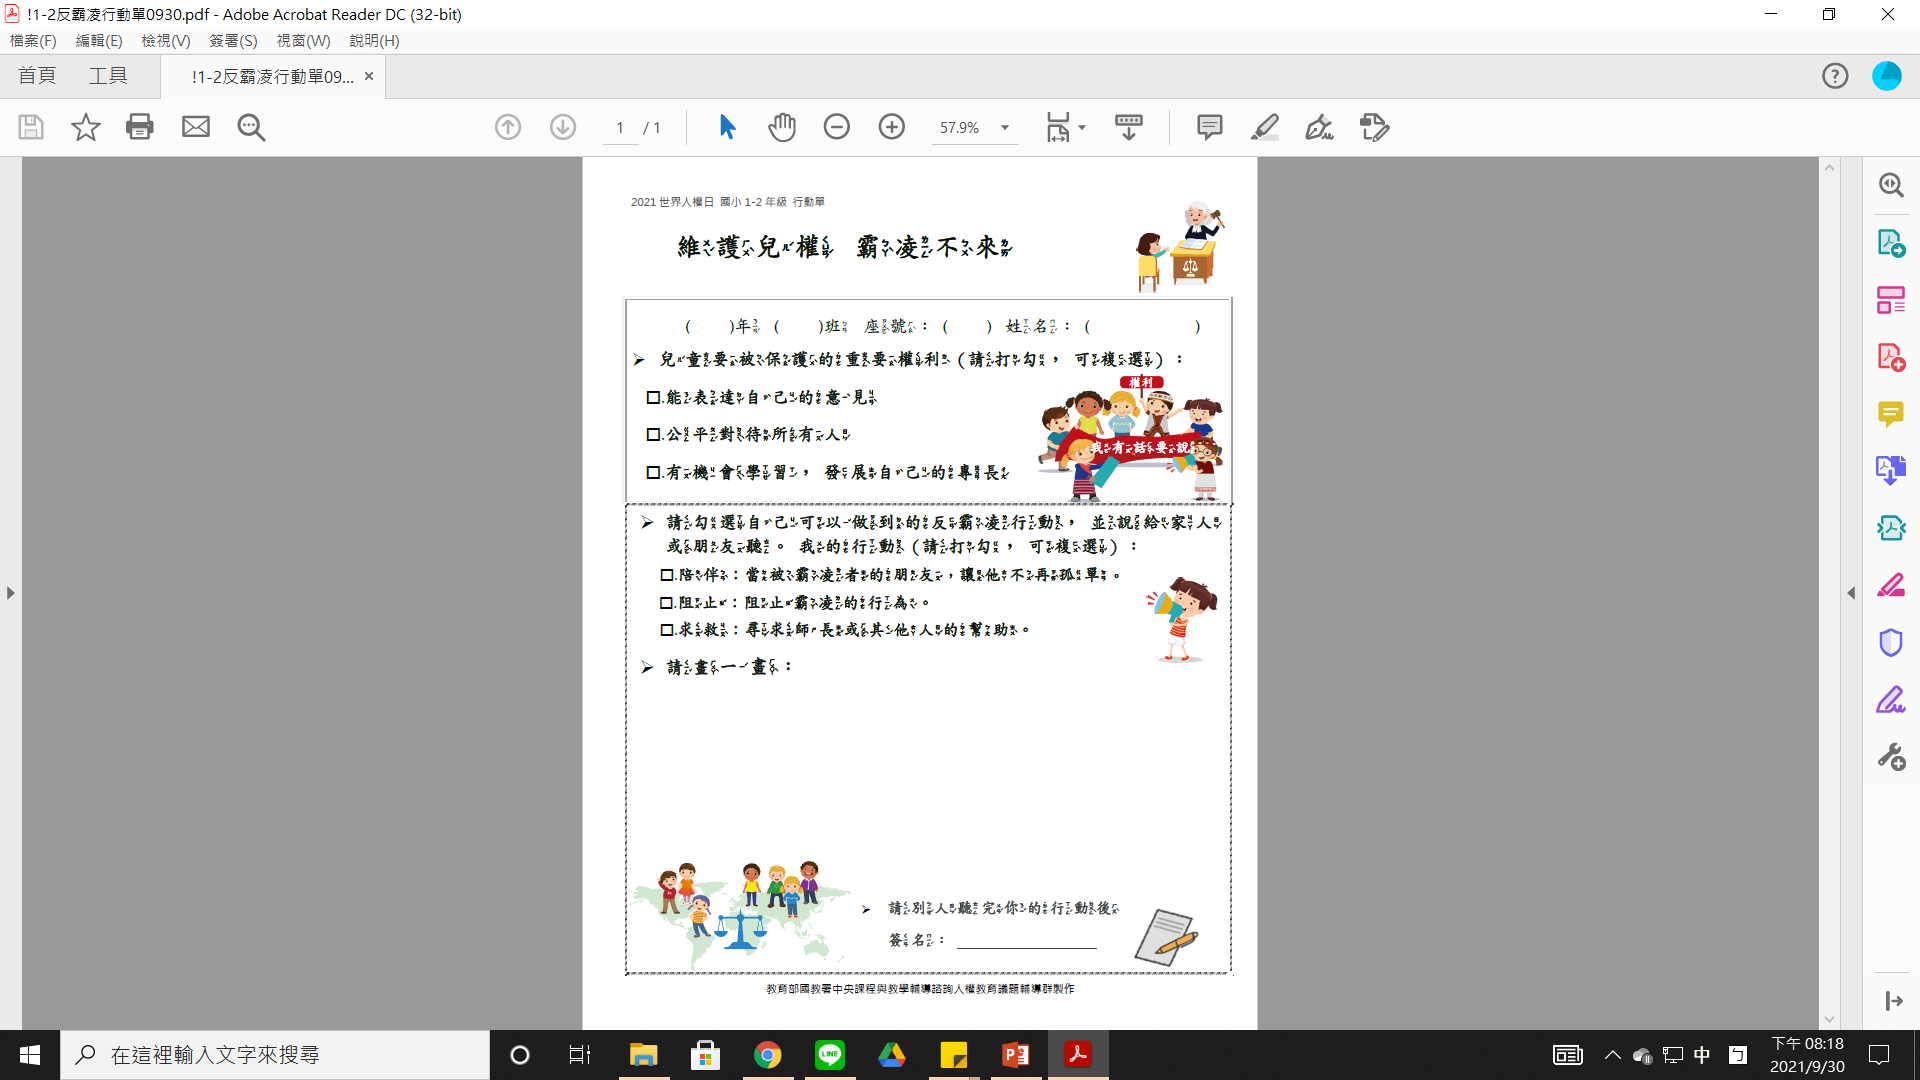 !1-2反霸凌行動單0930.pdf - Adobe Acrobat Reader DC (32-bit)
檔案(F) 編輯(E) 檢視(V) 簽署(S) 視窗(W) 說明(H)
首頁 工具 !1-2反霸凌行動單09... ×
1 / 1 57.9%
2021 世界人權日 國小 1-2 年級 行動單
維護兒權 霸凌不來
( )年 ( )班 座號：( ) 姓名：( )
兒童要被保護的重要權利（請打勾，可複選）：
□.能表達自己的意見
□.公平對待所有人
□.有機會學習，發展自己的專長
權利
我有話要說
請勾選自己可以做到的反霸凌行動，並說給家人
或朋友聽。我的行動（請打勾，可複選）：
□.陪伴：當被霸凌者的朋友，讓他不再孤單。
□.阻止：阻止霸凌的行為。
□.求救：尋求師長或其他人的幫助。
請畫一畫：
請別人聽完你的行動後
簽名：
教育部國教署中央課程與教學輔導諮詢人權教育議題輔導群製作
在這裡輸入文字來搜尋
LINE
中 ㄅ
下午 08:18
2021/9/30